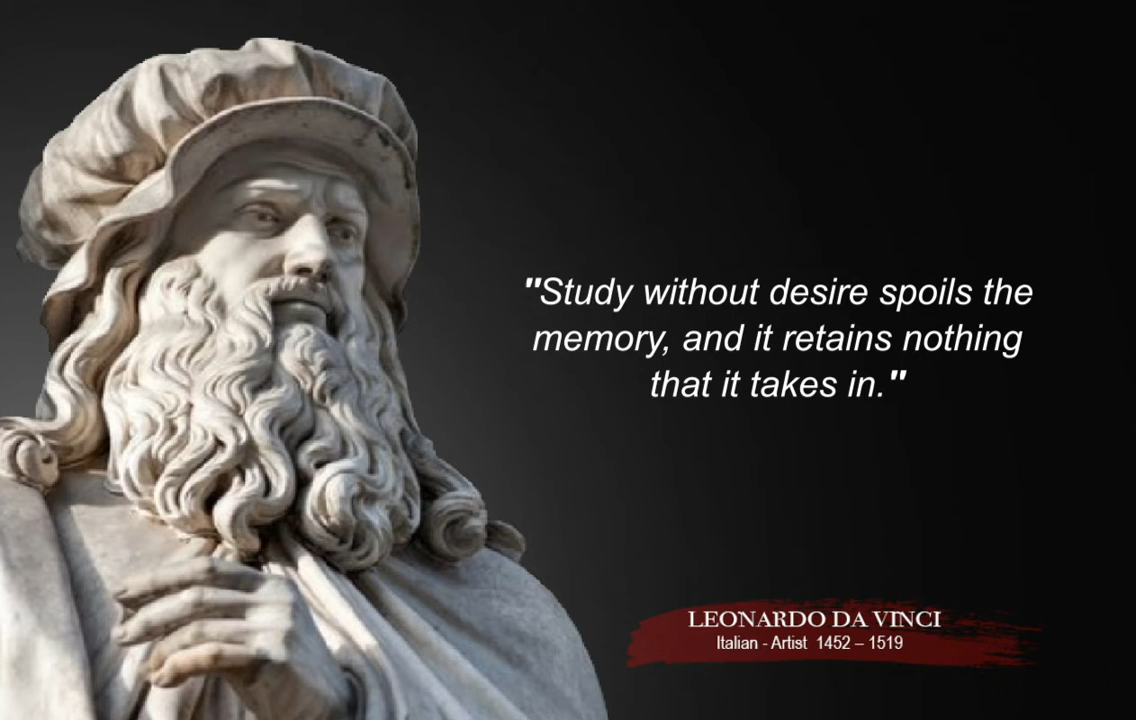 "Study without desire spoils the
memory, and it retains nothing
that it takes in."
LEONARDO DA VINCI
Italian - Artist 1452 – 1519